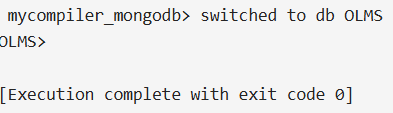 mycompiler_mongodb> switched to db OLMS
OLMS>
[Execution complete with exit code 0]